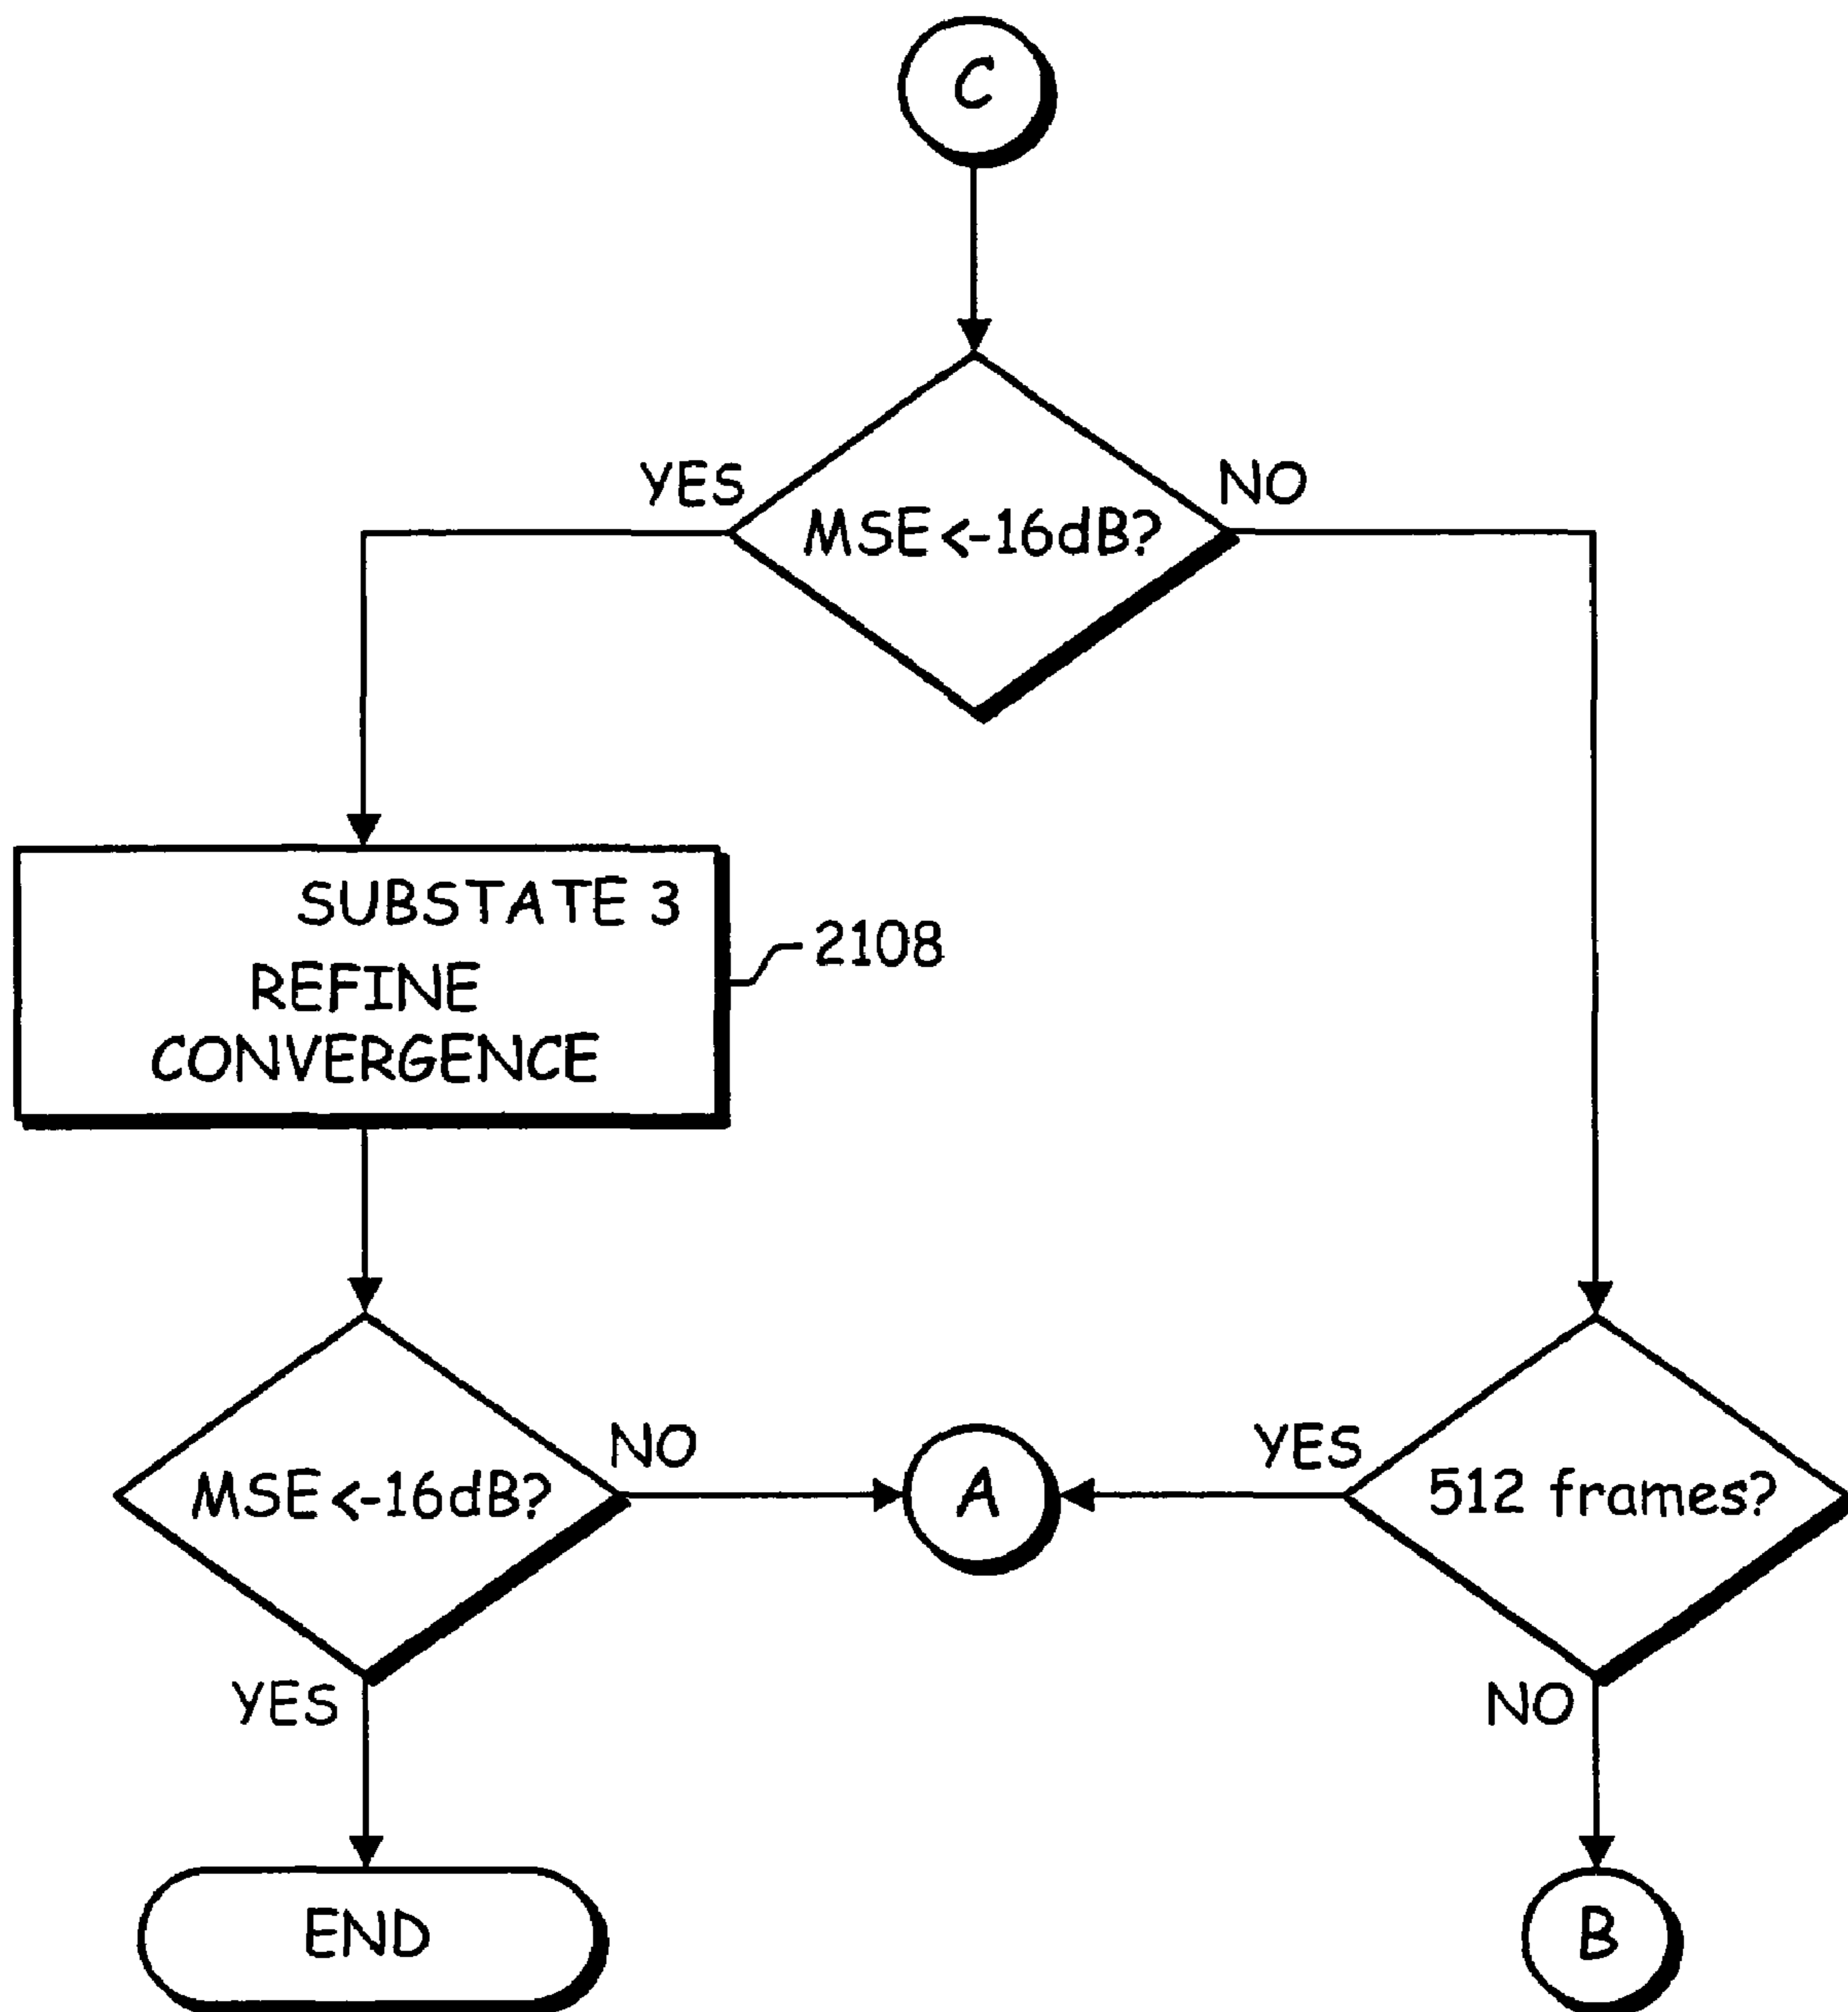 C
YES
NO
MSE<-16dB?
SUBSTATE 3
REFINE
CONVERGENCE
2108
NO
YES
MSE<-16dB?
A
512 frames?
YES
NO
END
B